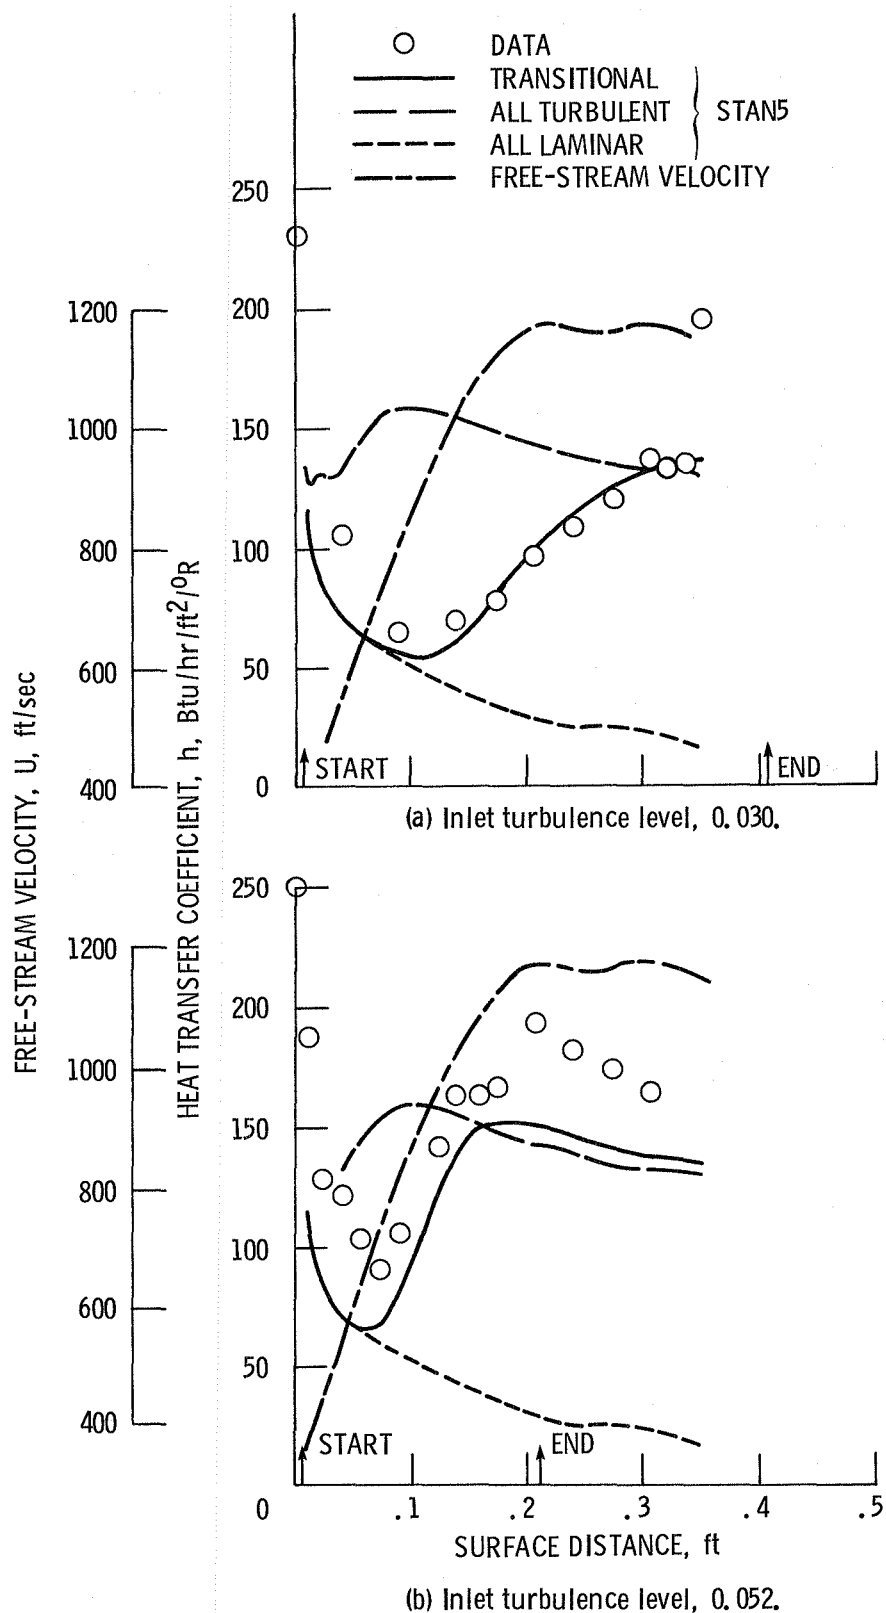 DATA
TRANSITIONAL
ALL TURBULENT
STAN5
ALL LAMINAR
FREE-STREAM VELOCITY
250
200
150
100
50
0
1200
1000
800
600
400
START
END
(a) Inlet turbulence level, 0.030.
FREE-STREAM VELOCITY, U, ft/sec
HEAT TRANSFER COEFFICIENT, h, Btu/hr/ft²/ºR
250
200
150
100
50
0
1200
1000
800
600
400
START
END
.1
.2
.3
.4
.5
SURFACE DISTANCE, ft
(b) Inlet turbulence level, 0.052.